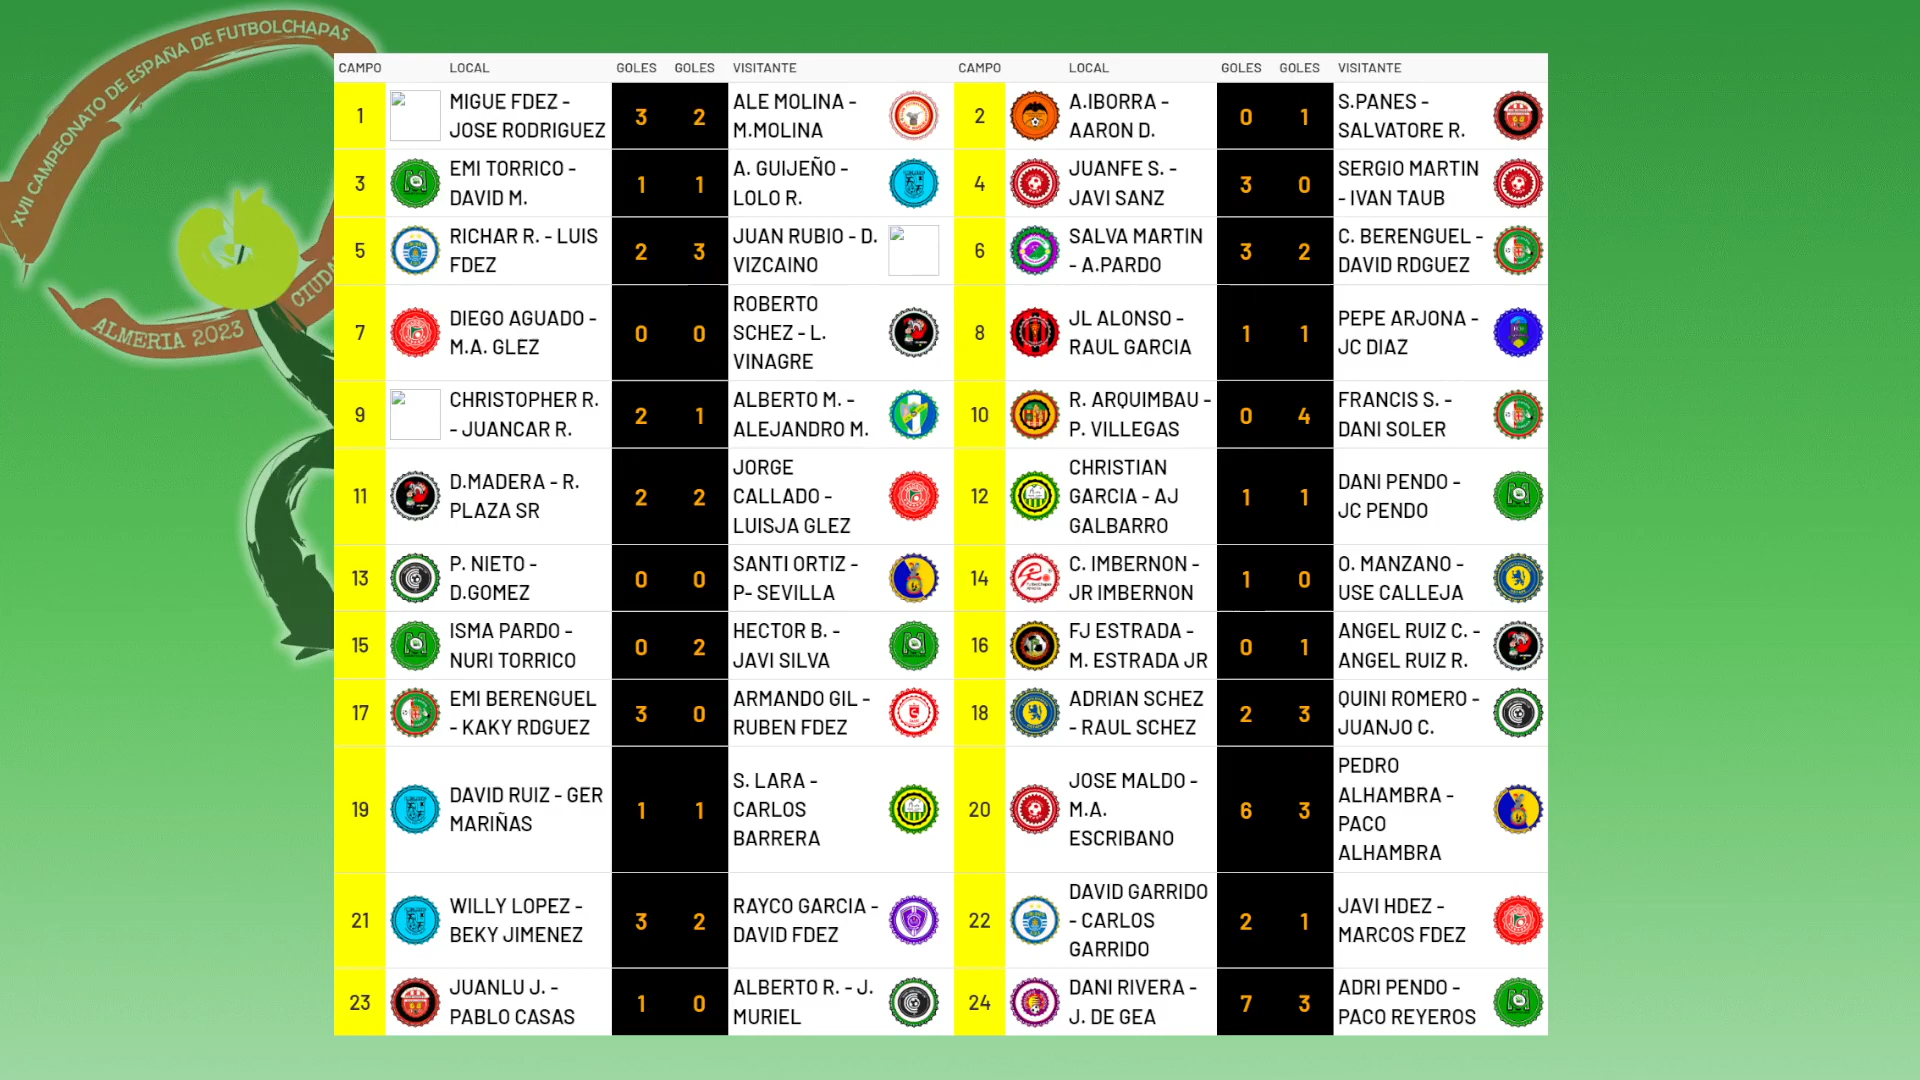 XVII CAMPEONATO DE ESPAÑA DE FUTBOLCHAPAS
ALMERIA 2023
CIUDA
CAMPO LOCAL GOLES GOLES VISITANTE CAMPO LOCAL GOLES GOLES VISITANTE
1 MIGUE FDEZ - 3 2 ALE MOLINA - 2 A.IBORRA - 0 1 S.PANES -
JOSE RODRIGUEZ M.MOLINA AARON D. SALVATORE R.
3 EMI TORRICO - 1 1 A. GUIJEÑO - 4 JUANFE S. - 3 0 SERGIO MARTIN
DAVID M. LOLO R. JAVI SANZ - IVAN TAUB
5 RICHAR R. - LUIS 2 3 JUAN RUBIO - D. 6 SALVA MARTIN 3 2 C. BERENGUEL -
FDEZ VIZCAINO - A.PARDO DAVID RDGUEZ
7 DIEGO AGUADO - 0 0 ROBERTO 8 JL ALONSO - 1 1 PEPE ARJONA -
M.A. GLEZ SCHEZ - L. RAUL GARCIA JC DIAZ
VINAGRE
9 CHRISTOPHER R. 2 1 ALBERTO M. - 10 R. ARQUIMBAU - 0 4 FRANCIS S. -
- JUANCAR R. ALEJANDRO M. P. VILLEGAS DANI SOLER
11 D.MADERA - R. 2 2 JORGE 12 CHRISTIAN 1 1 DANI PENDO -
PLAZA SR CALLADO - GARCIA - AJ JC PENDO
LUISJA GLEZ GALBARRO
13 P. NIETO - 0 0 SANTI ORTIZ - 14 C. IMBERNON - 1 0 O. MANZANO -
D.GOMEZ P- SEVILLA JR IMBERNON USE CALLEJA
15 ISMA PARDO - 0 2 HECTOR B. - 16 FJ ESTRADA - 0 1 ANGEL RUIZ C. -
NURI TORRICO JAVI SILVA M. ESTRADA JR ANGEL RUIZ R.
17 EMI BERENGUEL 3 0 ARMANDO GIL - 18 ADRIAN SCHEZ 2 3 QUINI ROMERO -
- KAKY RDGUEZ RUBEN FDEZ - RAUL SCHEZ JUANJO C.
19 DAVID RUIZ - GER 1 1 S. LARA - 20 JOSE MALDO - 6 3 PEDRO
MARIÑAS CARLOS M.A. ALHAMBRA -
BARRERA ESCRIBANO PACO
ALHAMBRA
21 WILLY LOPEZ - 3 2 RAYCO GARCIA - 22 DAVID GARRIDO 2 1 JAVI HDEZ -
BEKY JIMENEZ DAVID FDEZ - CARLOS MARCOS FDEZ
GARRIDO
23 JUANLU J. - 1 0 ALBERTO R. - J. 24 DANI RIVERA - 7 3 ADRI PENDO -
PABLO CASAS MURIEL J. DE GEA PACO REYEROS